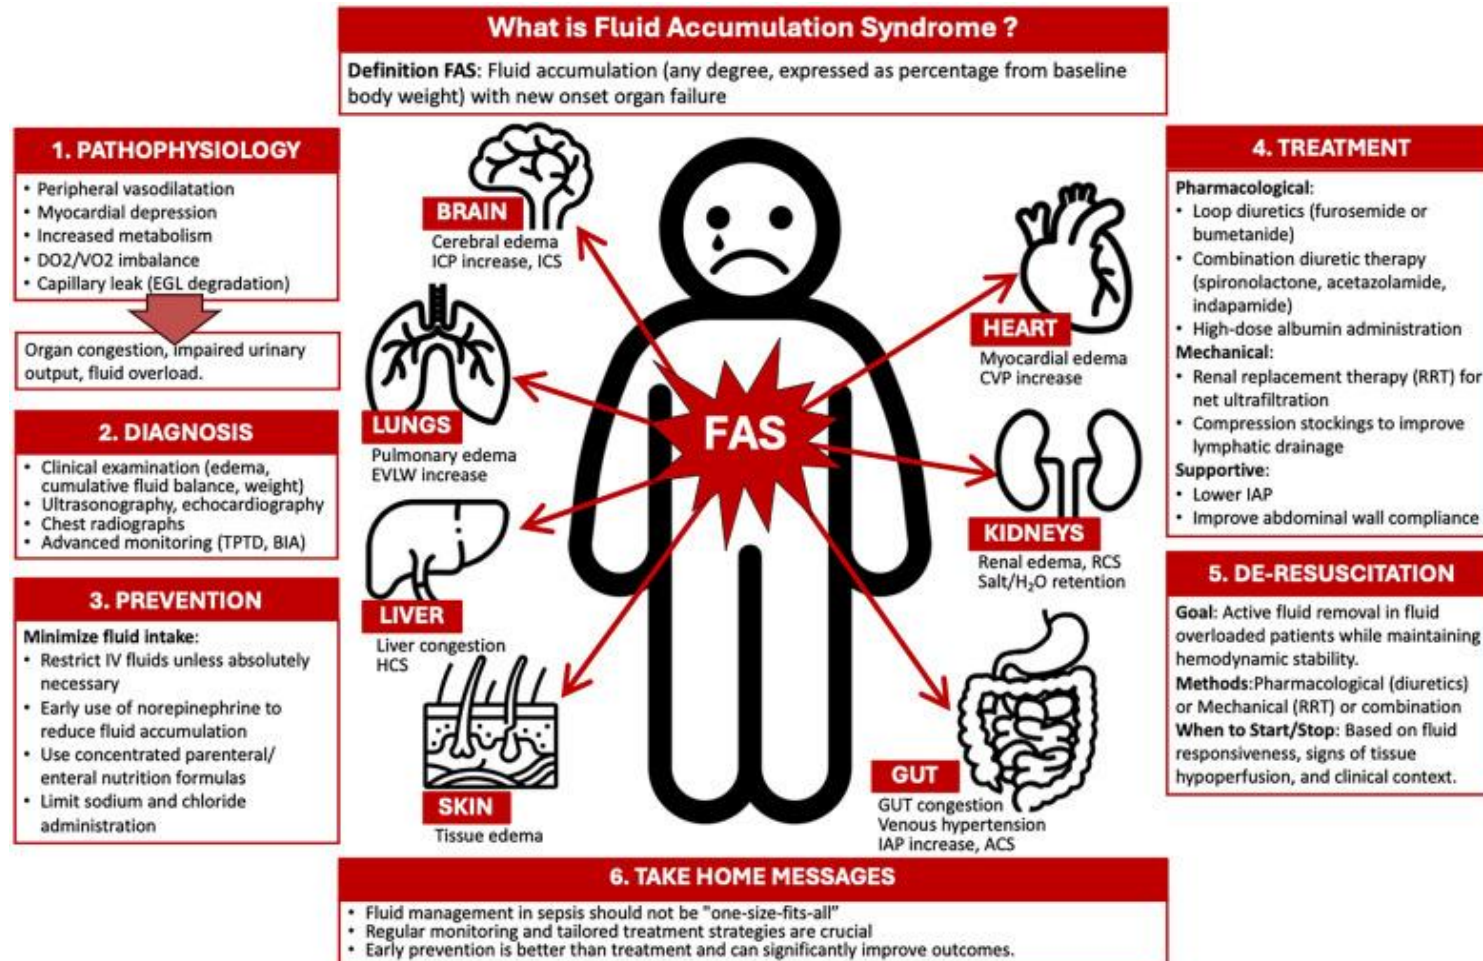 What is Fluid Accumulation Syndrome ?
Definition FAS: Fluid accumulation (any degree, expressed as percentage from baseline
body weight) with new onset organ failure
1. PATHOPHYSIOLOGY
• Peripheral vasodilatation
• Myocardial depression
• Increased metabolism
• DO2/VO2 imbalance
• Capillary leak (EGL degradation)
Organ congestion, impaired urinary
output, fluid overload.
2. DIAGNOSIS
• Clinical examination (edema,
cumulative fluid balance, weight)
• Ultrasonography, echocardiography
• Chest radiographs
• Advanced monitoring (TPTD, BIA)
3. PREVENTION
Minimize fluid intake:
• Restrict IV fluids unless absolutely
necessary
• Early use of norepinephrine to
reduce fluid accumulation
• Use concentrated parenteral/
enteral nutrition formulas
• Limit sodium and chloride
administration
BRAIN
Cerebral edema
ICP increase, ICS
LUNGS
Pulmonary edema
EVLW increase
LIVER
Liver congestion
HCS
SKIN
Tissue edema
FAS
HEART
Myocardial edema
CVP increase
KIDNEYS
Renal edema, RCS
Salt/H₂O retention
GUT
GUT congestion
Venous hypertension
IAP increase, ACS
4. TREATMENT
Pharmacological:
• Loop diuretics (furosemide or
bumetanide)
• Combination diuretic therapy
(spironolactone, acetazolamide,
indapamide)
• High-dose albumin administration
Mechanical:
• Renal replacement therapy (RRT) for
net ultrafiltration
• Compression stockings to improve
lymphatic drainage
Supportive:
• Lower IAP
• Improve abdominal wall compliance
5. DE-RESUSCITATION
Goal: Active fluid removal in fluid
overloaded patients while maintaining
hemodynamic stability.
Methods:Pharmacological (diuretics)
or Mechanical (RRT) or combination
When to Start/Stop: Based on fluid
responsiveness, signs of tissue
hypoperfusion, and clinical context.
6. TAKE HOME MESSAGES
• Fluid management in sepsis should not be "one-size-fits-all”
• Regular monitoring and tailored treatment strategies are crucial
• Early prevention is better than treatment and can significantly improve outcomes.